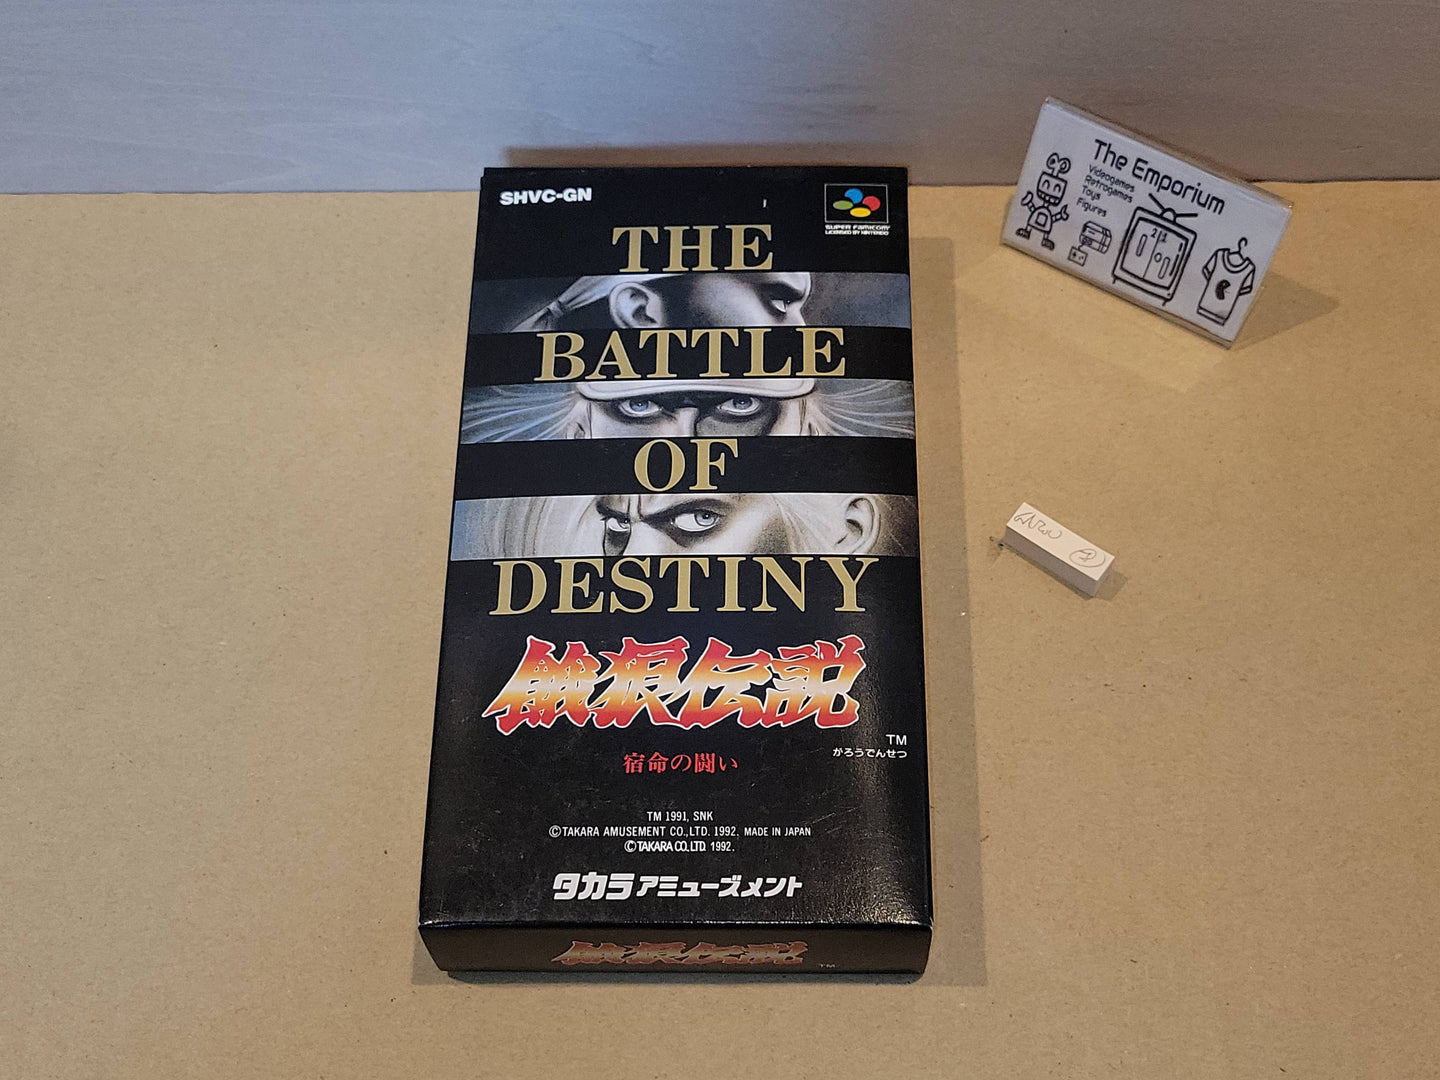 SHVC-GN
SUPER FAMICOM
LICENSED BY NINTENDO
THE
BATTLE
OF
DESTINY
餓狼伝説
TM
がろうでんせつ
宿命の闘い
TM 1991, SNK
©TAKARA AMUSEMENT CO.,LTD. 1992. MADE IN JAPAN
©TAKARA CO.,LTD. 1992.
タカラアミューズメント
餓狼伝説
TM
The Emporium
Videogames
Retrogames
Toys
Figures
2 1